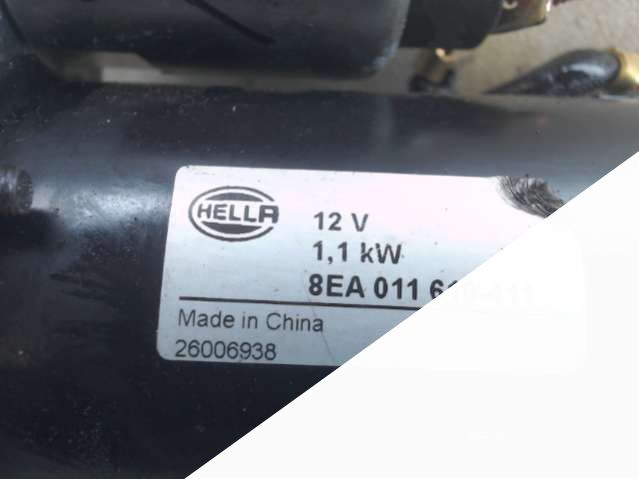 HELLA
12 V
1,1 kW
8EA 011
Made in China
26006938